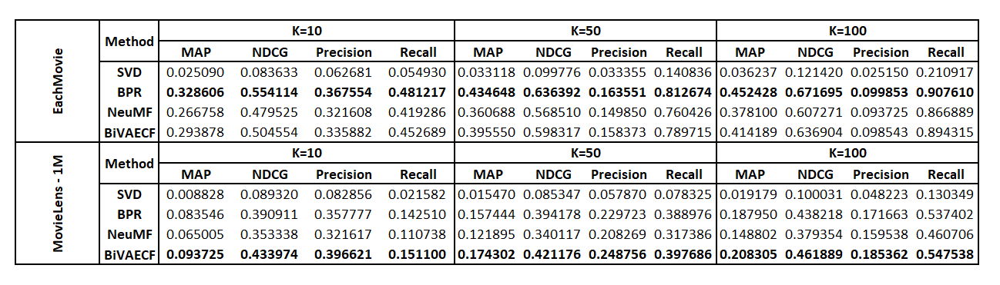 EachMovie
Method K=10 K=50 K=100
MAP NDCG Precision Recall MAP NDCG Precision Recall MAP NDCG Precision Recall
SVD 0.025090 0.083633 0.062681 0.054930 0.033118 0.099776 0.033355 0.140836 0.036237 0.121420 0.025150 0.210917
BPR 0.328606 0.554114 0.367554 0.481217 0.434648 0.636392 0.163551 0.812674 0.452428 0.671695 0.099853 0.907610
NeuMF 0.266758 0.479525 0.321608 0.419286 0.360688 0.568510 0.149850 0.760426 0.378100 0.607271 0.093725 0.866889
BiVAECF 0.293878 0.504554 0.335882 0.452689 0.395550 0.598317 0.158373 0.789715 0.414189 0.636904 0.098543 0.894315
MovieLens - 1M
Method K=10 K=50 K=100
MAP NDCG Precision Recall MAP NDCG Precision Recall MAP NDCG Precision Recall
SVD 0.008828 0.089320 0.082856 0.021582 0.015470 0.085347 0.057870 0.078325 0.019179 0.100031 0.048223 0.130349
BPR 0.083546 0.390911 0.357777 0.142510 0.157444 0.394178 0.229723 0.388976 0.187950 0.438218 0.171663 0.537402
NeuMF 0.065005 0.353338 0.321617 0.110738 0.121895 0.340117 0.208269 0.317386 0.148802 0.379354 0.159538 0.460706
BiVAECF 0.093725 0.433974 0.396621 0.151100 0.174302 0.421176 0.248756 0.397686 0.208305 0.461889 0.185362 0.547538